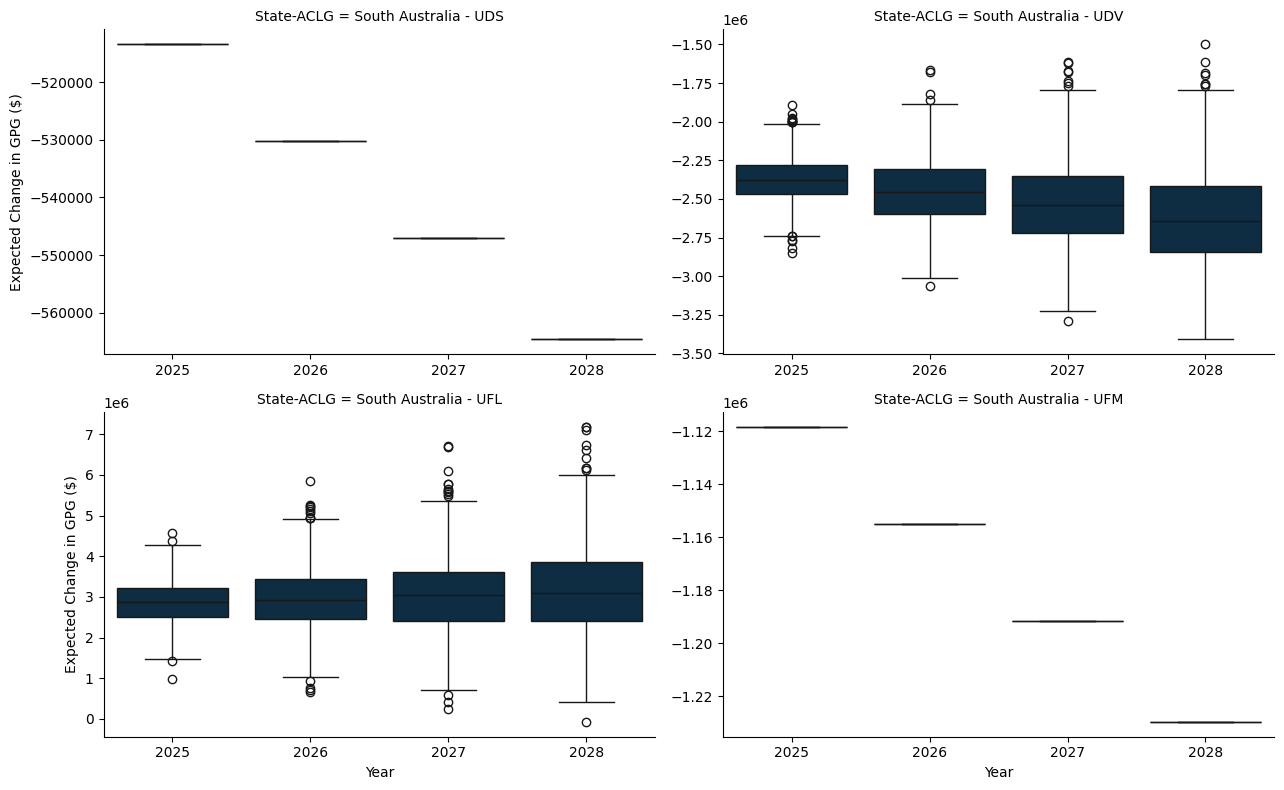 State-ACLG = South Australia - UDS
Expected Change in GPG ($)
−520000
−530000
−540000
−550000
−560000
2025 2026 2027 2028
State-ACLG = South Australia - UDV
1e6
−1.50
−1.75
−2.00
−2.25
−2.50
−2.75
−3.00
−3.25
−3.50
2025 2026 2027 2028
State-ACLG = South Australia - UFL
1e6
Expected Change in GPG ($)
7
6
5
4
3
2
1
0
2025 2026 2027 2028
Year
State-ACLG = South Australia - UFM
1e6
−1.12
−1.14
−1.16
−1.18
−1.20
−1.22
2025 2026 2027 2028
Year